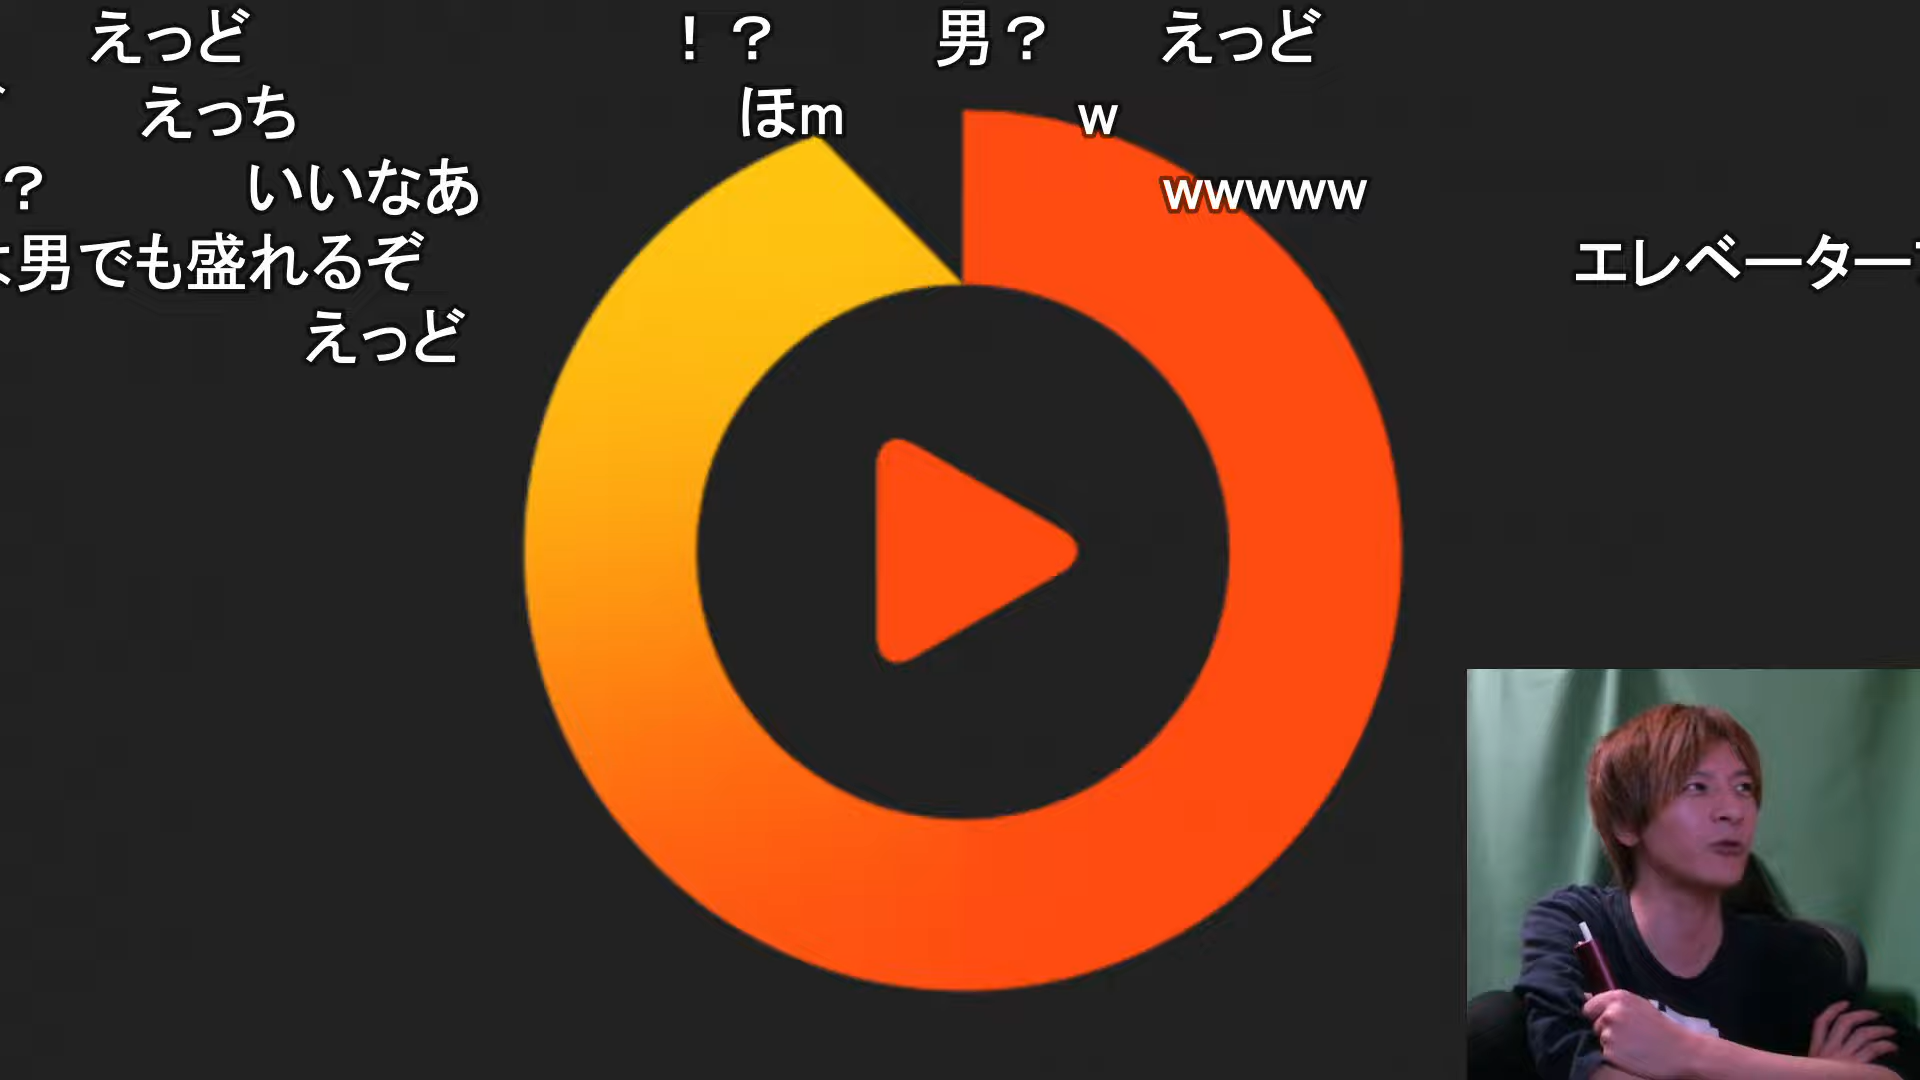 えっど ！？ 男？ えっど
えっち ほm w
？ いいなあ wwwww
男でも盛れるぞ エレベーター
えっど